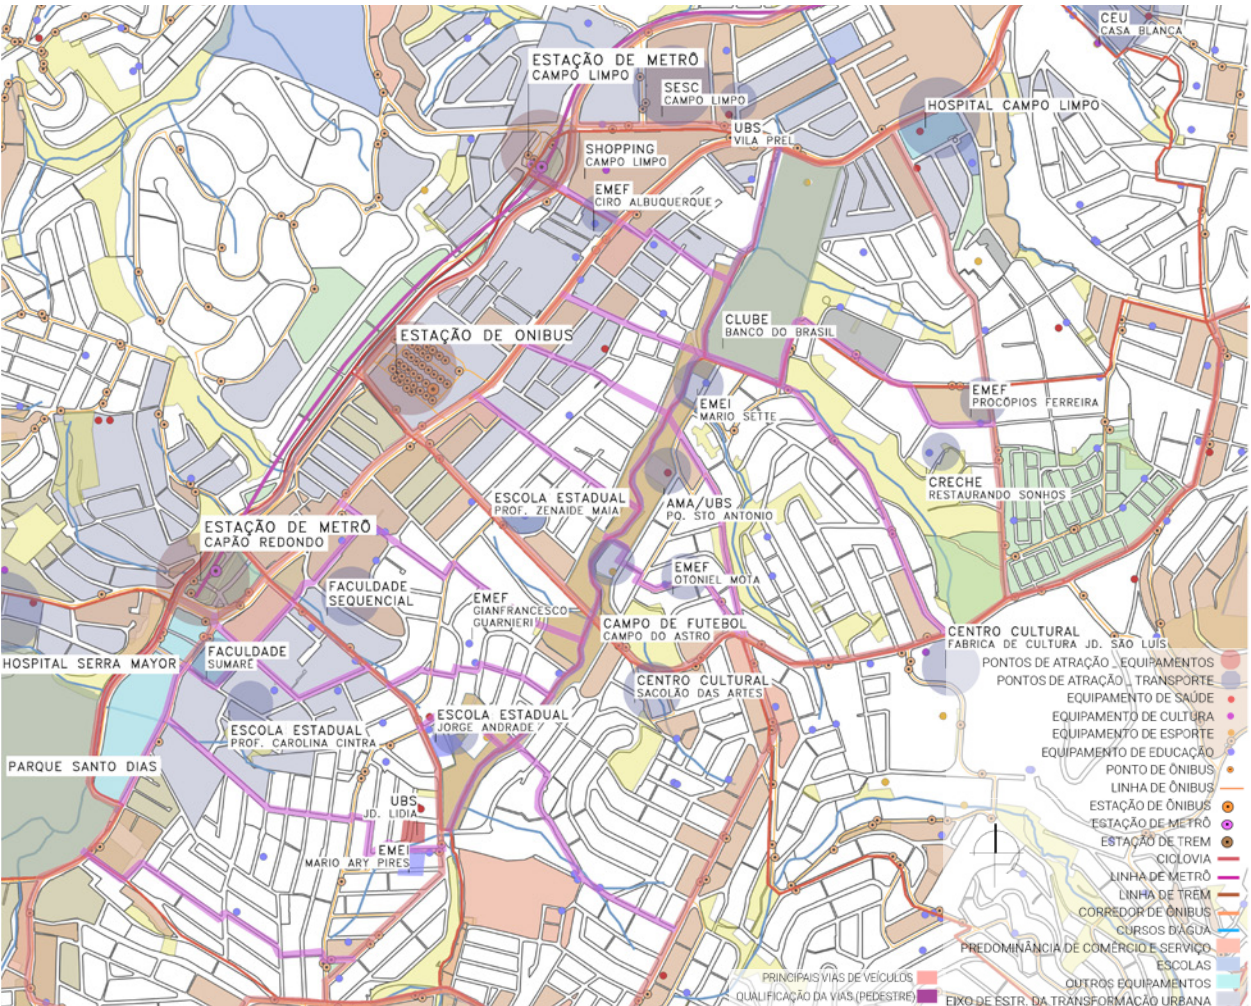 CEU
CASA BLANCA
ESTAÇÃO DE METRÔ
CAMPO LIMPO
SESC
CAMPO LIMPO
HOSPITAL CAMPO LIMPO
UBS
VILA PREL
SHOPPING
CAMPO LIMPO
EMEF
CIRO ALBUQUERQUE
CLUBE
BANCO DO BRASIL
ESTAÇÃO DE ONIBUS
EMEF
PROCÓPIOS FERREIRA
EMEI
MARIO SETTE
CRECHE
RESTAURANDO SONHOS
ESCOLA ESTADUAL
PROF. ZENAIDE MAIA
AMA/UBS
PQ. STO ANTONIO
ESTAÇÃO DE METRÔ
CAPÃO REDONDO
EMEF
OTONIEL MOTA
FACULDADE
SEQUENCIAL
EMEF
GIANFRANCESCO
GUARNIERI
CAMPO DE FUTEBOL
CAMPO DO ASTRO
CENTRO CULTURAL
FABRICA DE CULTURA JD. SÃO LUIS
FACULDADE
SUMARÉ
HOSPITAL SERRA MAYOR
CENTRO CULTURAL
SACOLÃO DAS ARTES
ESCOLA ESTADUAL
JORGE ANDRADE
ESCOLA ESTADUAL
PROF. CAROLINA CINTRA
PARQUE SANTO DIAS
UBS
JD. LIDIA
EMEI
MARIO ARY PIRES
PONTOS DE ATRAÇÃO _ EQUIPAMENTOS
PONTOS DE ATRAÇÃO _ TRANSPORTE
EQUIPAMENTO DE SAÚDE
EQUIPAMENTO DE CULTURA
EQUIPAMENTO DE ESPORTE
EQUIPAMENTO DE EDUCAÇÃO
PONTO DE ÔNIBUS
LINHA DE ÔNIBUS
ESTAÇÃO DE ÔNIBUS
ESTAÇÃO DE METRÔ
ESTAÇÃO DE TREM
CICLOVIA
LINHA DE METRÔ
LINHA DE TREM
CORREDOR DE ÔNIBUS
CURSOS D'ÁGUA
PREDOMINÂNCIA DE COMÉRCIO E SERVIÇO
ESCOLAS
OUTROS EQUIPAMENTOS
EIXO DE ESTR. DA TRANSFORMAÇÃO URBANA
PRINCIPAIS VIAS DE VEÍCULOS
QUALIFICAÇÃO DA VIAS (PEDESTRE)